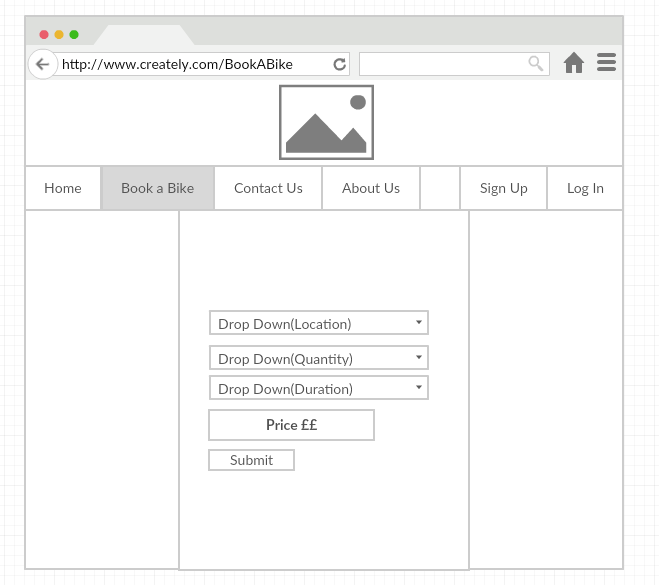 http://www.creately.com/BookABike
Home Book a Bike Contact Us About Us Sign Up Log In
Drop Down(Location)
Drop Down(Quantity)
Drop Down(Duration)
Price ££
Submit